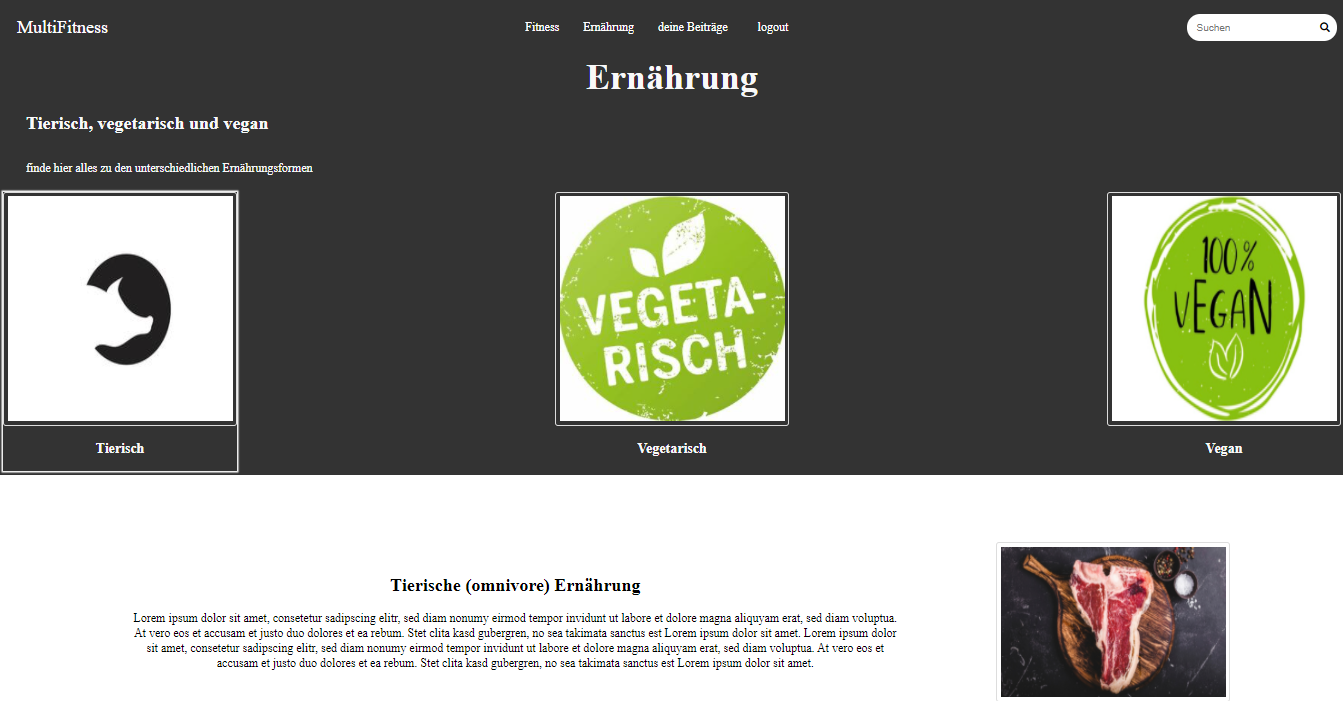 MultiFitness
Fitness Ernährung deine Beiträge logout
Suchen
Ernährung
Tierisch, vegetarisch und vegan
finde hier alles zu den unterschiedlichen Ernährungsformen
VEGETA-
RISCH
100%
VEGAN
Tierisch
Vegetarisch
Vegan
Tierische (omnivore) Ernährung
Lorem ipsum dolor sit amet, consetetur sadipscing elitr, sed diam nonumy eirmod tempor invidunt ut labore et dolore magna aliquyam erat, sed diam voluptua.
At vero eos et accusam et justo duo dolores et ea rebum. Stet clita kasd gubergren, no sea takimata sanctus est Lorem ipsum dolor sit amet. Lorem ipsum dolor
sit amet, consetetur sadipscing elitr, sed diam nonumy eirmod tempor invidunt ut labore et dolore magna aliquyam erat, sed diam voluptua. At vero eos et
accusam et justo duo dolores et ea rebum. Stet clita kasd gubergren, no sea takimata sanctus est Lorem ipsum dolor sit amet.